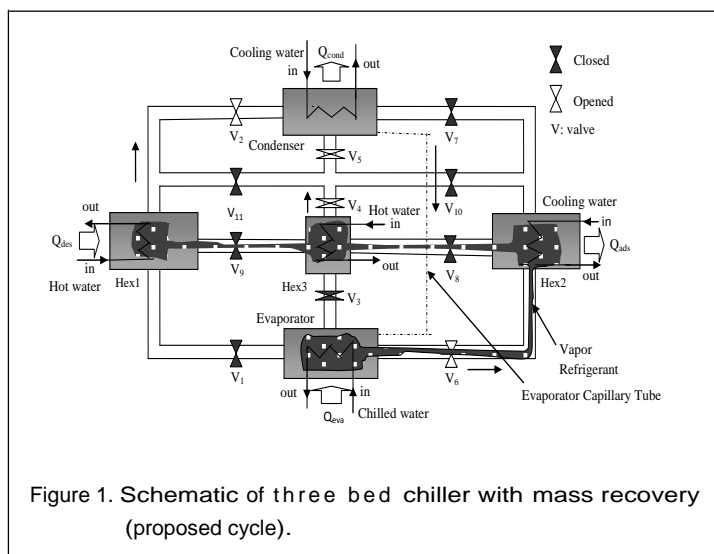 Cooling water
Qcond
in
out
Closed
Opened
V: valve
V2
Condenser
V7
V5
Cooling water
out
V11
V4
Hot water
V10
in
in
Qdes
Qads
in
V9
out
V8
out
Hot water
Hex1
Hex3
V3
Hex2
Evaporator
Vapor
Refrigerant
V1
V6
out
in
Evaporator Capillary Tube
Qeva
Chilled water
Figure 1. Schematic of three bed chiller with mass recovery
(proposed cycle).